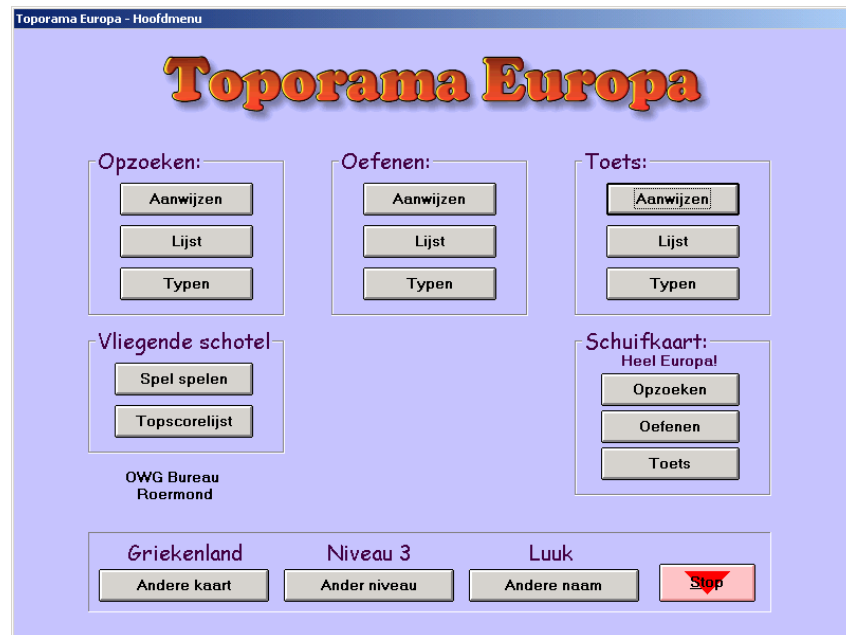 Toporama Europa - Hoofdmenu
Toporama Europa
Opzoeken:
Aanwijzen
Lijst
Typen
Oefenen:
Aanwijzen
Lijst
Typen
Toets:
Aanwijzen
Lijst
Typen
Vliegende schotel
Spel spelen
Topscorelijst
Schuifkaart:
Heel Europa!
Opzoeken
Oefenen
Toets
OWG Bureau
Roermond
Griekenland
Andere kaart
Niveau 3
Ander niveau
Luuk
Andere naam
Stop